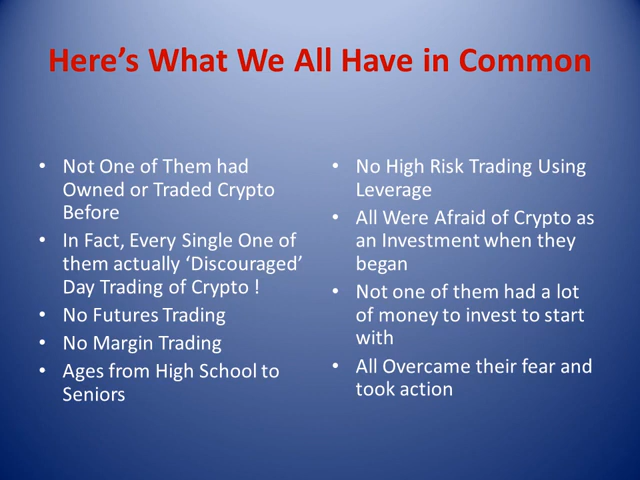 Here's What We All Have in Common
• Not One of Them had
Owned or Traded Crypto
Before
• In Fact, Every Single One of
them actually ‘Discouraged’
Day Trading of Crypto !
• No Futures Trading
• No Margin Trading
• Ages from High School to
Seniors
• No High Risk Trading Using
Leverage
• All Were Afraid of Crypto as
an Investment when they
began
• Not one of them had a lot
of money to invest to start
with
• All Overcame their fear and
took action